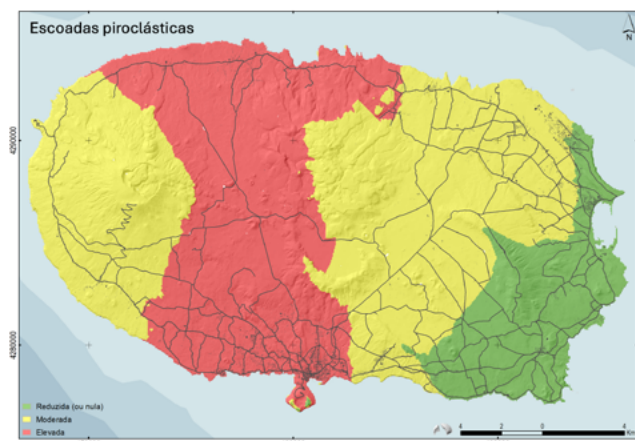 Escoadas piroclásticas
N
4290000
4280000
Reduzida (ou nula)
Moderada
Elevada
4 2 0 4
Km